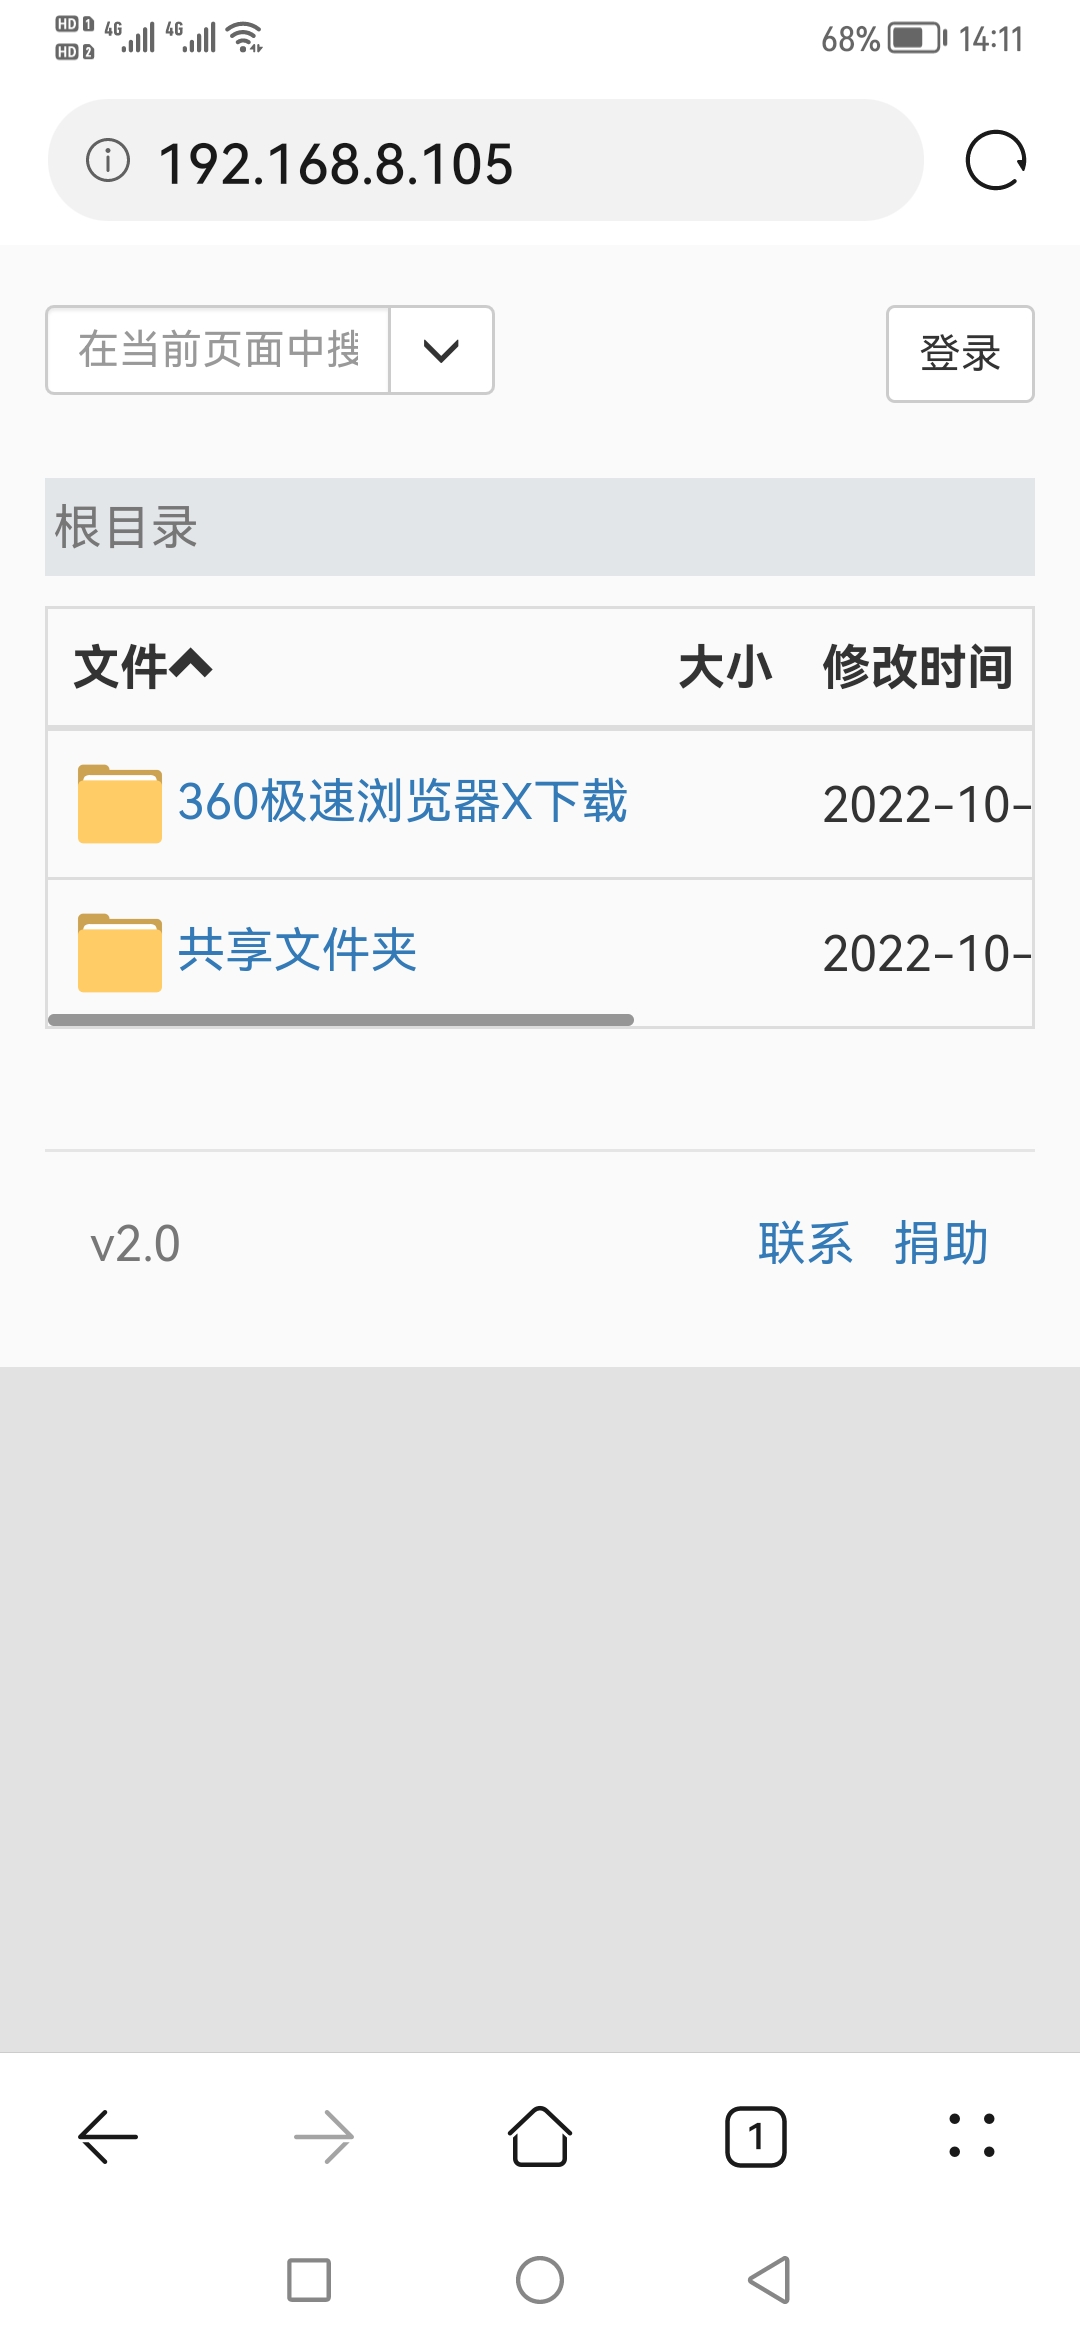 HD 1 4G 4G 68% 14:11
HD 2
192.168.8.105
在当前页面中搜
登录
根目录
文件 大小 修改时间
360极速浏览器X下载 2022-10-
共享文件夹 2022-10-
v2.0 联系 捐助
1